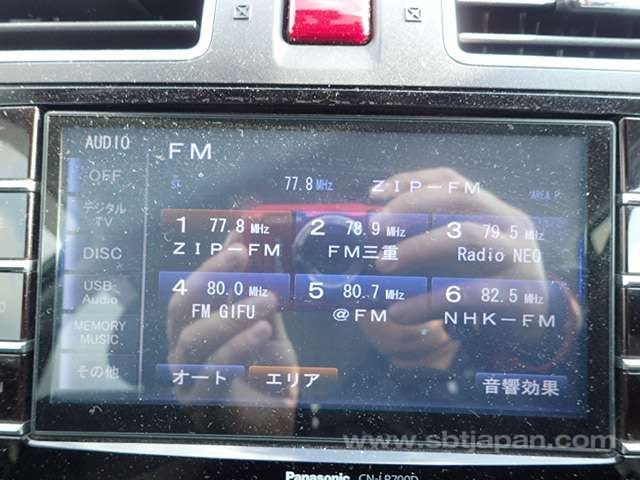 AUDIO
FM
OFF
ST 77.8 MHz ZIP-FM
デジタル
TV
1 77.8 MHz
ZIP-FM
2 78.9 MHz
FM三重
3 79.5 MHz
Radio NEO
DISC
USB·
Audio
4 80.0 MHz
FM GIFU
5 80.7 MHz
@FM
6 82.5 MHz
NHK-FM
MEMORY
MUSIC
その他
オート
エリア
音響効果
www.sbtjapan.com
Panasonic